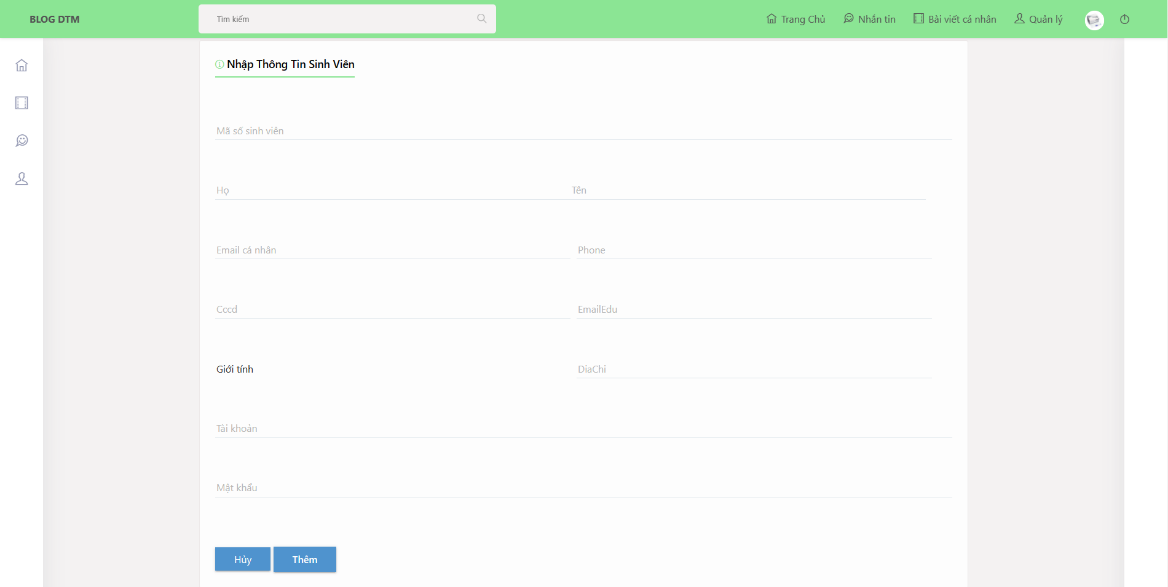 BLOG DTM Tìm kiếm Trang Chủ Nhắn tin Bài viết cá nhân Quản lý
Nhập Thông Tin Sinh Viên
Mã số sinh viên
Họ Tên
Email cá nhân Phone
Cccd EmailEdu
Giới tính DiaChi
Tài khoản
Mật khẩu
Hủy Thêm